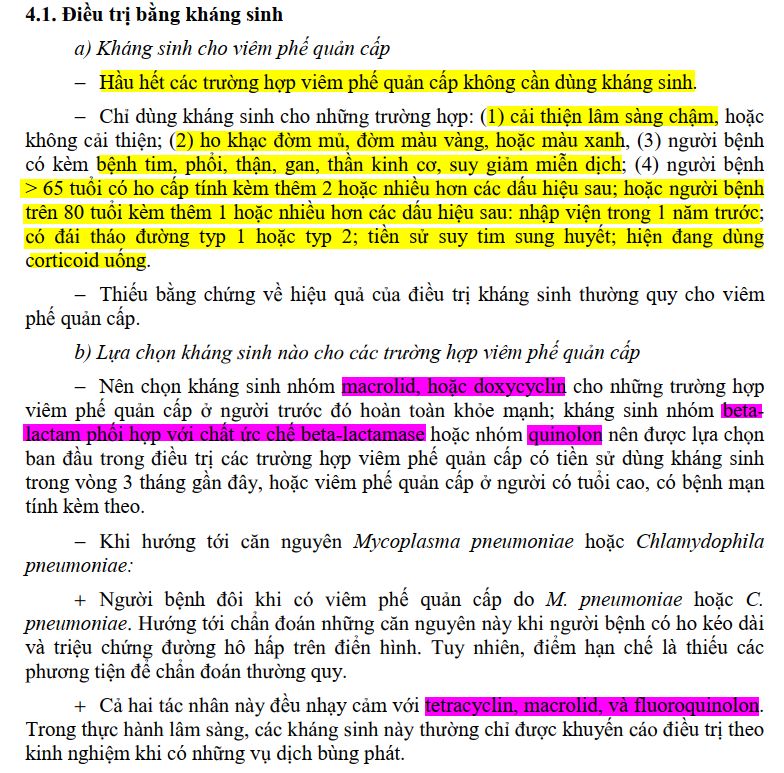 4.1. Điều trị bằng kháng sinh
a) Kháng sinh cho viêm phế quản cấp
– Hầu hết các trường hợp viêm phế quản cấp không cần dùng kháng sinh.
– Chỉ dùng kháng sinh cho những trường hợp: (1) cải thiện lâm sàng chậm, hoặc
không cải thiện; (2) ho khạc đờm mủ, đờm màu vàng, hoặc màu xanh, (3) người bệnh
có kèm bệnh tim, phổi, thận, gan, thần kinh cơ, suy giảm miễn dịch; (4) người bệnh
> 65 tuổi có ho cấp tính kèm thêm 2 hoặc nhiều hơn các dấu hiệu sau; hoặc người bệnh
trên 80 tuổi kèm thêm 1 hoặc nhiều hơn các dấu hiệu sau: nhập viện trong 1 năm trước;
có đái tháo đường typ 1 hoặc typ 2; tiền sử suy tim sung huyết; hiện đang dùng
corticoid uống.
– Thiếu bằng chứng về hiệu quả của điều trị kháng sinh thường quy cho viêm
phế quản cấp.
b) Lựa chọn kháng sinh nào cho các trường hợp viêm phế quản cấp
– Nên chọn kháng sinh nhóm macrolid, hoặc doxycyclin cho những trường hợp
viêm phế quản cấp ở người trước đó hoàn toàn khỏe mạnh; kháng sinh nhóm beta-
lactam phối hợp với chất ức chế beta-lactamase hoặc nhóm quinolon nên được lựa chọn
ban đầu trong điều trị các trường hợp viêm phế quản cấp có tiền sử dùng kháng sinh
trong vòng 3 tháng gần đây, hoặc viêm phế quản cấp ở người có tuổi cao, có bệnh mạn
tính kèm theo.
– Khi hướng tới căn nguyên Mycoplasma pneumoniae hoặc Chlamydophila
pneumoniae:
+ Người bệnh đôi khi có viêm phế quản cấp do M. pneumoniae hoặc C.
pneumoniae. Hướng tới chẩn đoán những căn nguyên này khi người bệnh có ho kéo dài
và triệu chứng đường hô hấp trên điển hình. Tuy nhiên, điểm hạn chế là thiếu các
phương tiện để chẩn đoán thường quy.
+ Cả hai tác nhân này đều nhạy cảm với tetracyclin, macrolid, và fluoroquinolon.
Trong thực hành lâm sàng, các kháng sinh này thường chỉ được khuyến cáo điều trị theo
kinh nghiệm khi có những vụ dịch bùng phát.